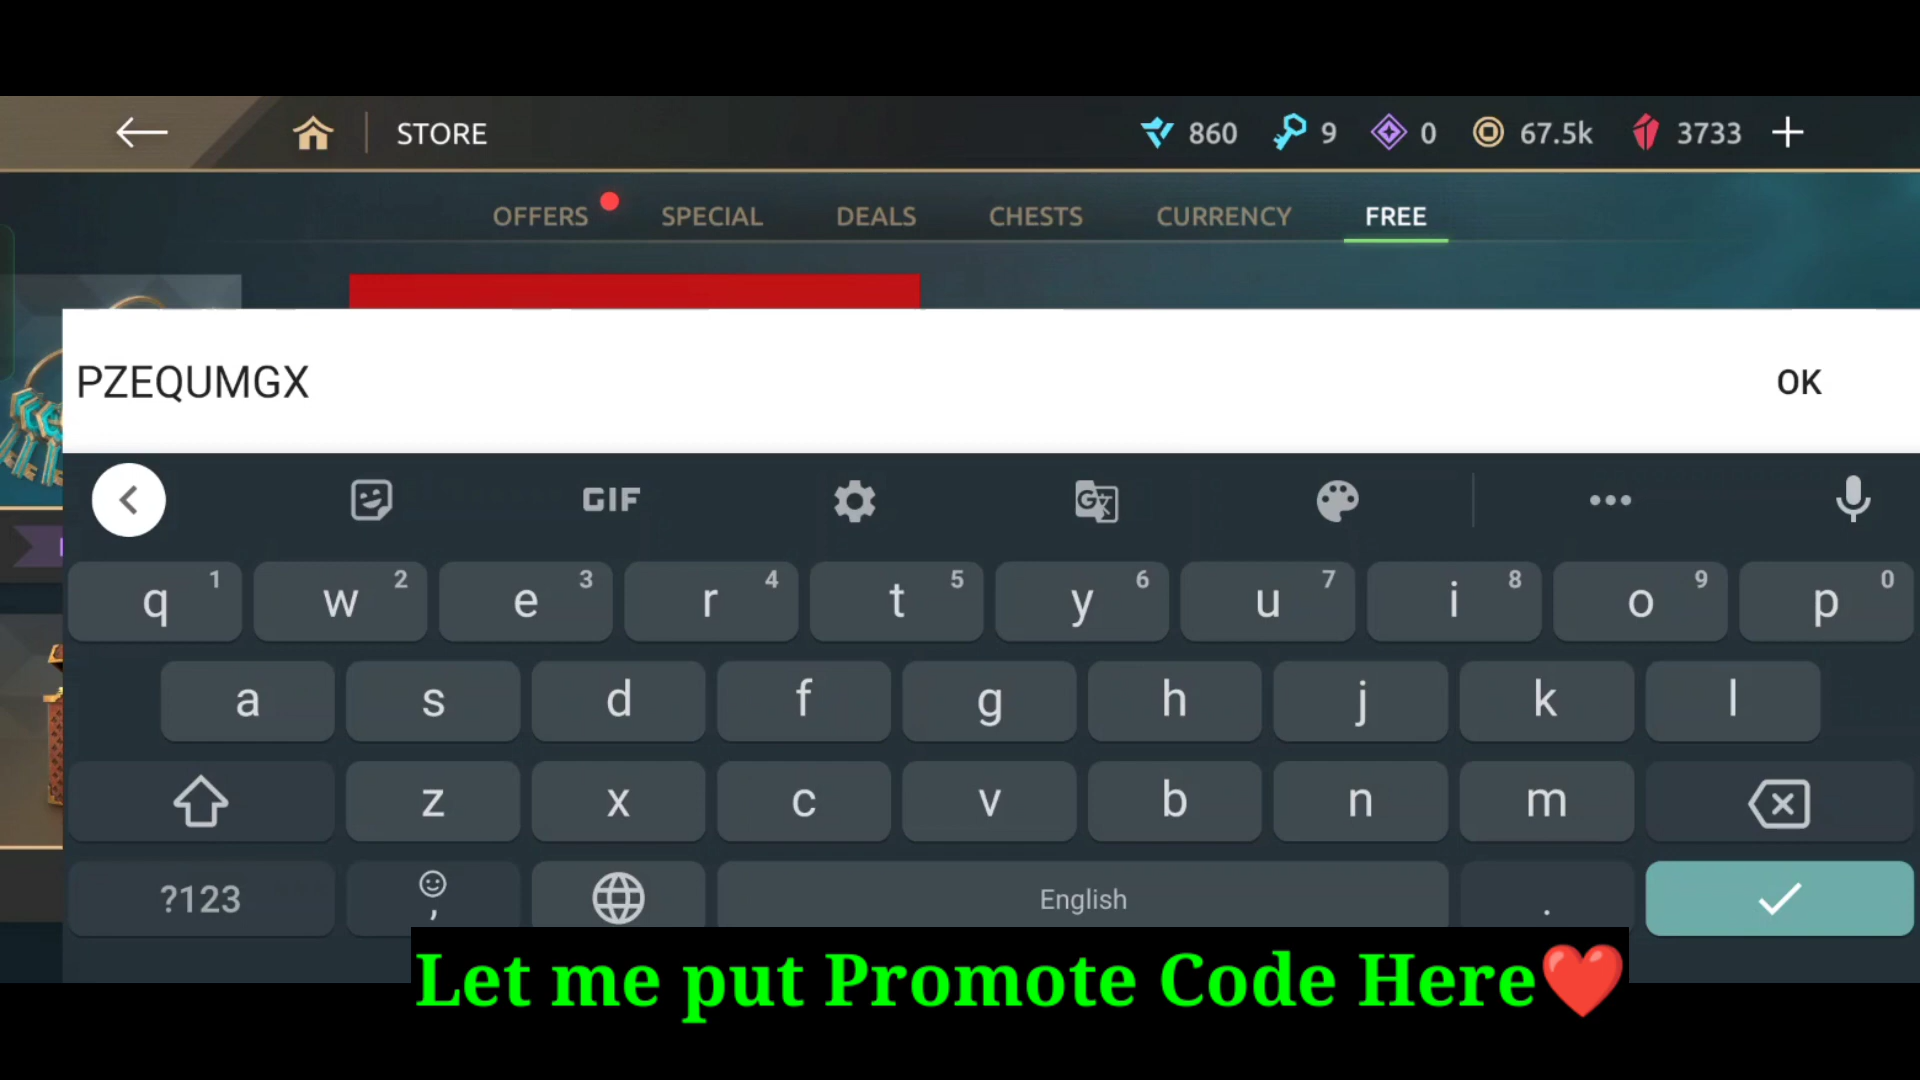 STORE
860 9 0 67.5k 3733
OFFERS SPECIAL DEALS CHESTS CURRENCY FREE
PZEQUMGX OK
GIF
q 1 w 2 e 3 r 4 t 5 y 6 u 7 i 8 o 9 p 0
a s d f g h j k l
z x c v b n m
?123 , English .
Let me put Promote Code Here❤️